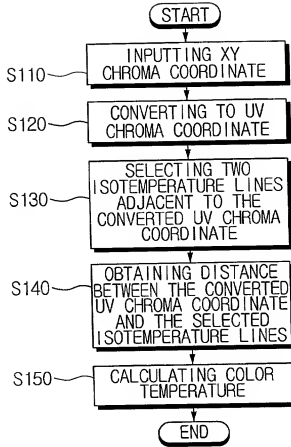 START
S110
INPUTTING XY
CHROMA COORDINATE
S120
CONVERTING TO UV
CHROMA COORDINATE
S130
SELECTING TWO
ISOTEMPERATURE LINES
ADJACENT TO THE
CONVERTED UV CHROMA
COORDINATE
S140
OBTAINING DISTANCE
BETWEEN THE CONVERTED
UV CHROMA COORDINATE
AND THE SELECTED
ISOTEMPERATURE LINES
S150
CALCULATING COLOR
TEMPERATURE
END